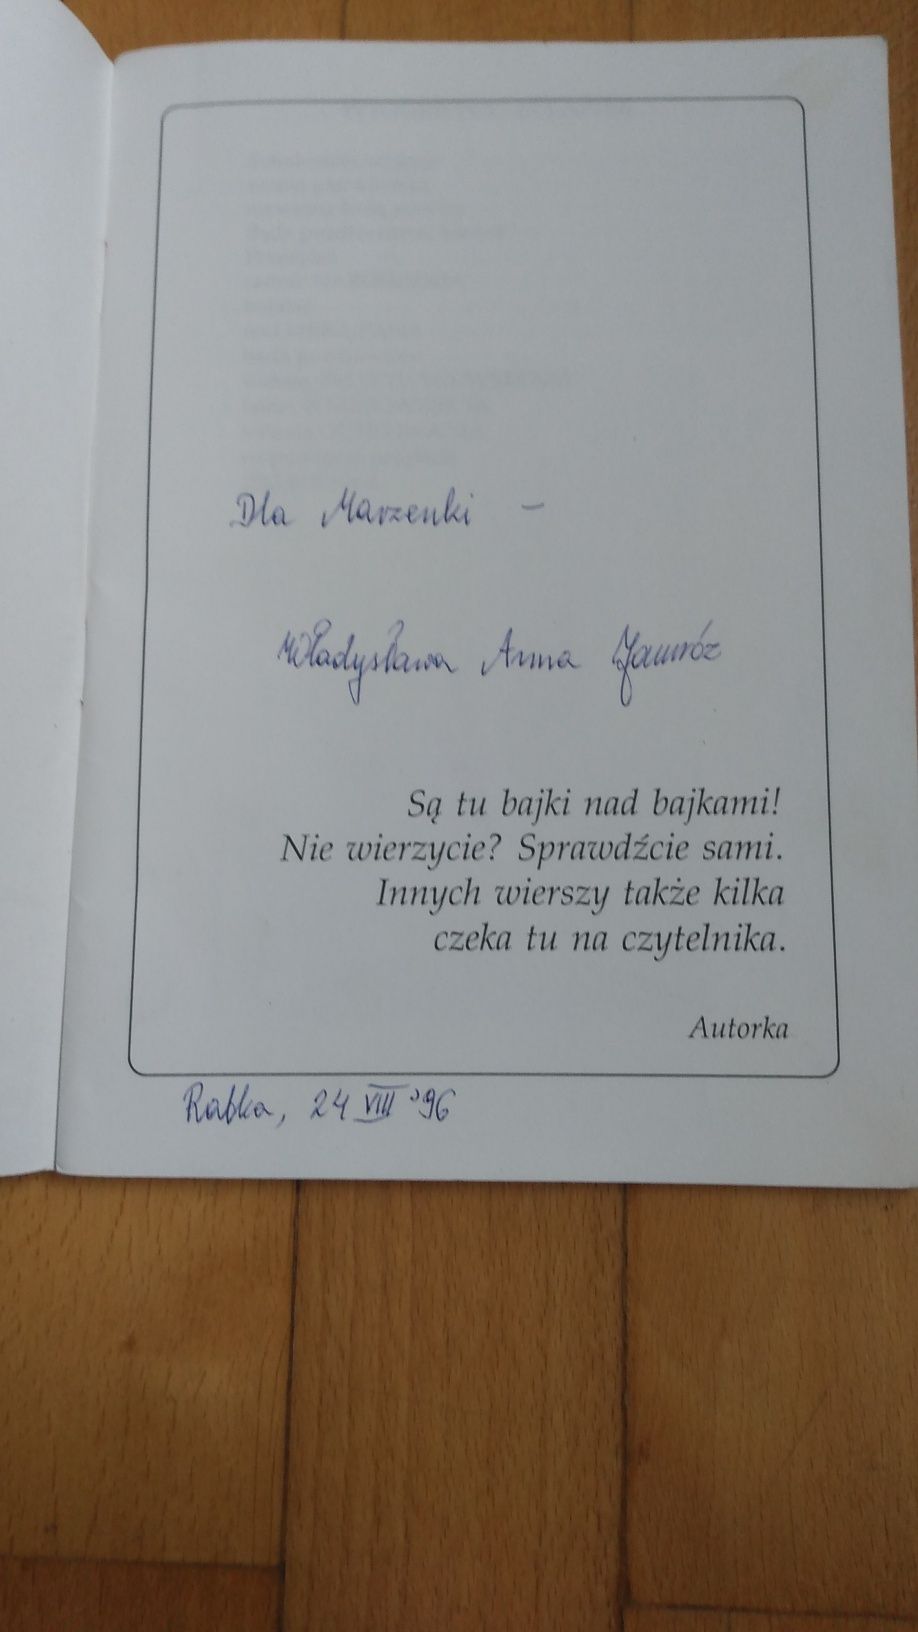 Dla Marzenki –
Władysława Anna Jamróz
Są tu bajki nad bajkami!
Nie wierzycie? Sprawdźcie sami.
Innych wierszy także kilka
czeka tu na czytelnika.
Autorka
Rabka, 24 VIII '96